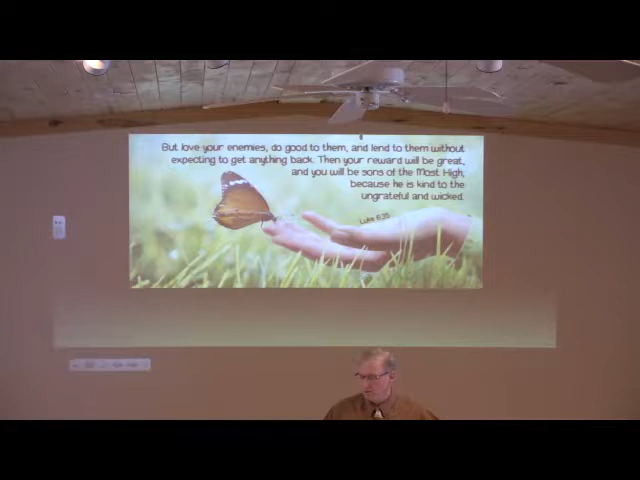 But love your enemies, do good to them, and lend to them without
expecting to get anything back. Then your reward will be great,
and you will be sons of the Most High,
because he is kind to the
ungrateful and wicked.
Luke 6:35